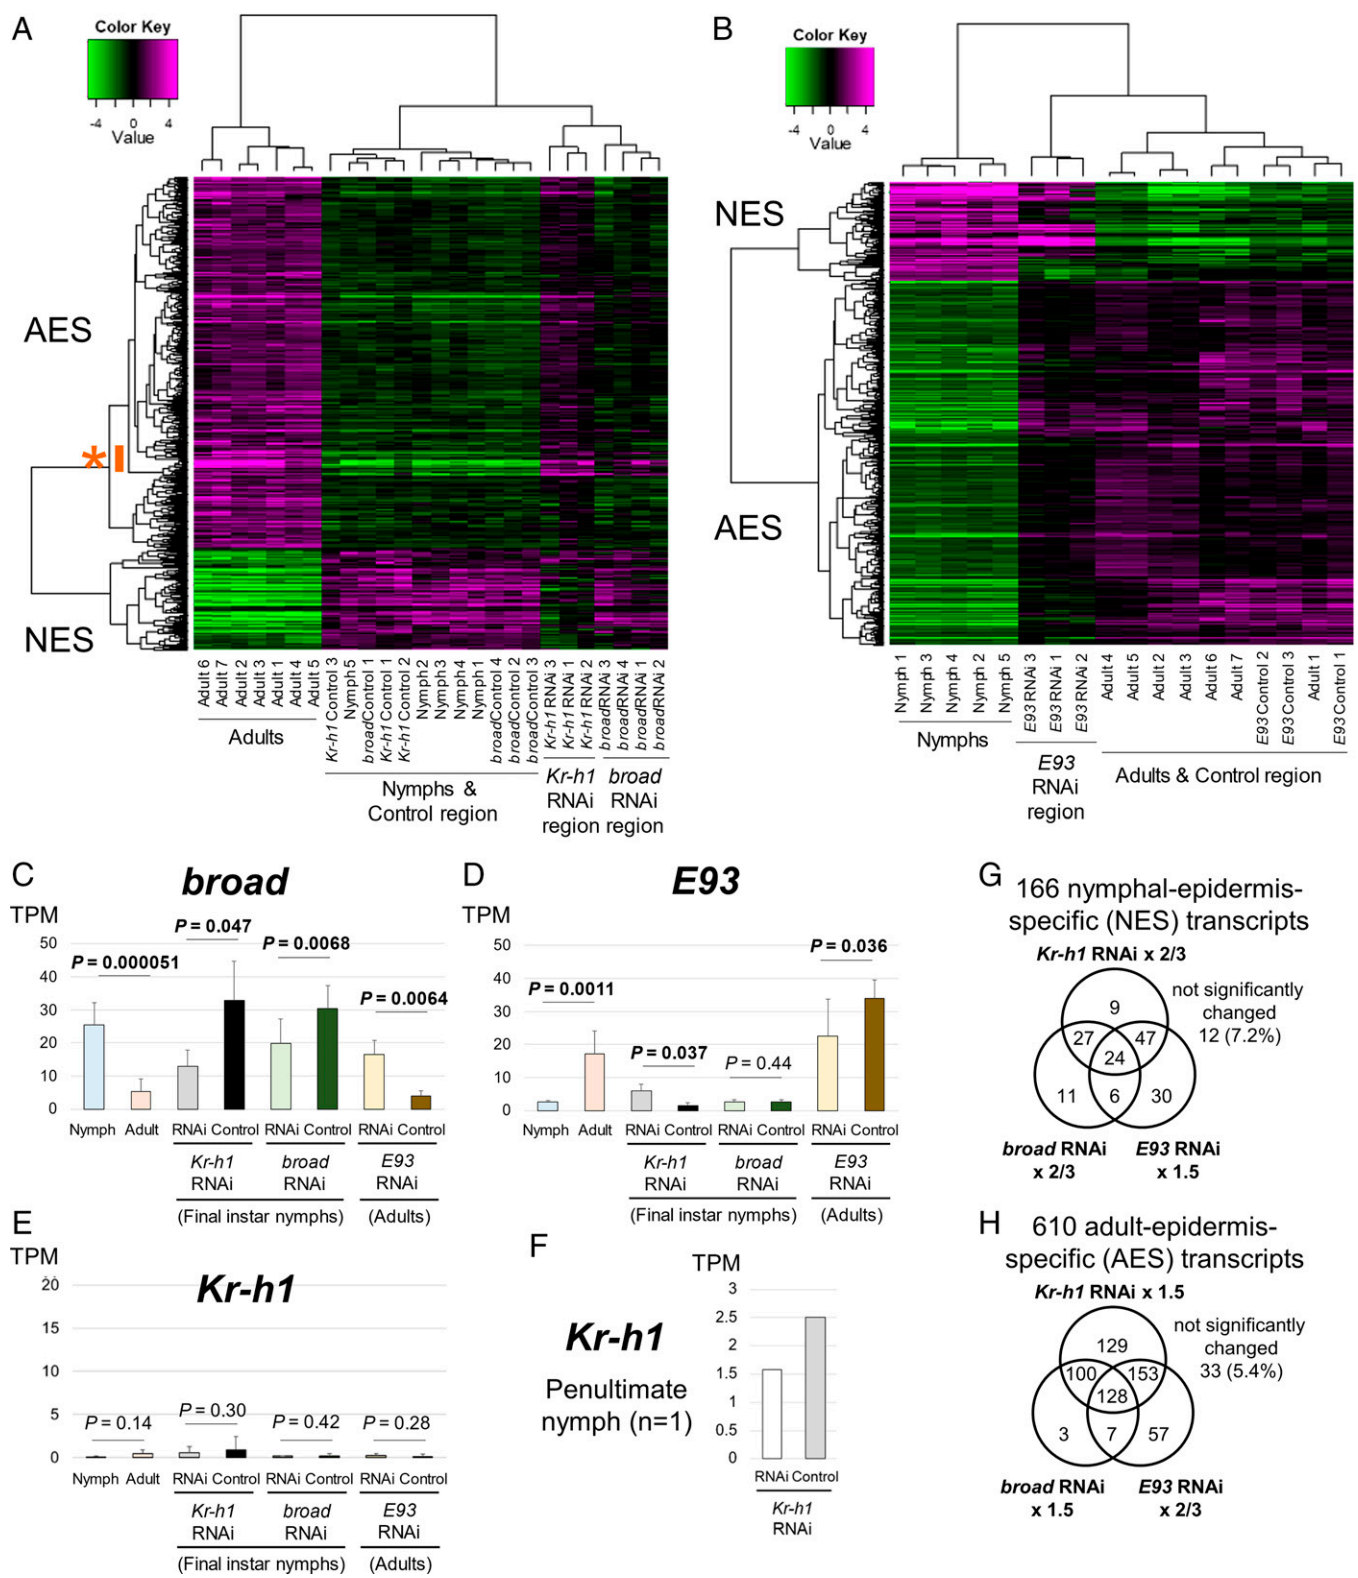 A
Color Key
-4 0 4
Value
AES
*
NES
Adult 6
Adult 7
Adult 2
Adult 3
Adult 1
Adult 4
Adult 5
Kr-h1 Control 3
Nymph 5
broadControl 1
Kr-h1 Control 1
Kr-h1 Control 2
Nymph 2
Nymph 3
Nymph 4
Nymph 1
broadControl 4
broadControl 2
broadControl 3
Kr-h1 RNAi 3
Kr-h1 RNAi 1
Kr-h1 RNAi 2
broadRNAi 3
broadRNAi 4
broadRNAi 1
broadRNAi 2
Adults
Nymphs &
Control region
Kr-h1
RNAi
region
broad
RNAi
region
B
Color Key
-4 0 4
Value
NES
AES
Nymph 1
Nymph 3
Nymph 4
Nymph 2
Nymph 5
E93 RNAi 3
E93 RNAi 1
E93 RNAi 2
Adult 4
Adult 5
Adult 2
Adult 3
Adult 6
Adult 7
E93 Control 2
E93 Control 3
Adult 1
E93 Control 1
Nymphs
E93
RNAi
region
Adults & Control region
C
broad
TPM
50
40
30
20
10
0
P = 0.000051
P = 0.047
P = 0.0068
P = 0.0064
Nymph Adult RNAi Control RNAi Control RNAi Control
Kr-h1
RNAi
broad
RNAi
E93
RNAi
(Final instar nymphs)
(Adults)
D
E93
TPM
50
40
30
20
10
0
P = 0.0011
P = 0.037
P = 0.44
P = 0.036
Nymph Adult RNAi Control RNAi Control RNAi Control
Kr-h1
RNAi
broad
RNAi
E93
RNAi
(Final instar nymphs)
(Adults)
E
TPM
Kr-h1
20
15
10
5
0
P = 0.14
P = 0.30
P = 0.42
P = 0.28
Nymph Adult RNAi Control RNAi Control RNAi Control
Kr-h1
RNAi
broad
RNAi
E93
RNAi
(Final instar nymphs)
(Adults)
F
TPM
Kr-h1
Penultimate
nymph (n=1)
3
2.5
2
1.5
1
0.5
0
RNAi Control
Kr-h1
RNAi
G
166 nymphal-epidermis-
specific (NES) transcripts
Kr-h1 RNAi x 2/3
not significantly
changed
12 (7.2%)
9
27
47
24
11
6
30
broad RNAi
x 2/3
E93 RNAi
x 1.5
H
610 adult-epidermis-
specific (AES) transcripts
Kr-h1 RNAi x 1.5
not significantly
changed
33 (5.4%)
129
100
153
128
3
7
57
broad RNAi
x 1.5
E93 RNAi
x 2/3